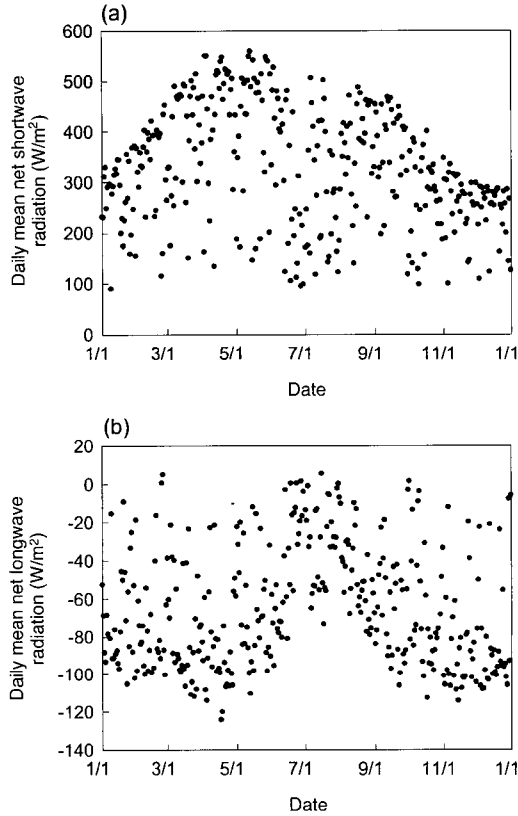 (a)
Daily mean net shortwave
radiation (W/m²)
600
500
400
300
200
100
0
1/1 3/1 5/1 7/1 9/1 11/1 1/1
Date
(b)
Daily mean net longwave
radiation (W/m²)
20
0
-20
-40
-60
-80
-100
-120
-140
1/1 3/1 5/1 7/1 9/1 11/1 1/1
Date